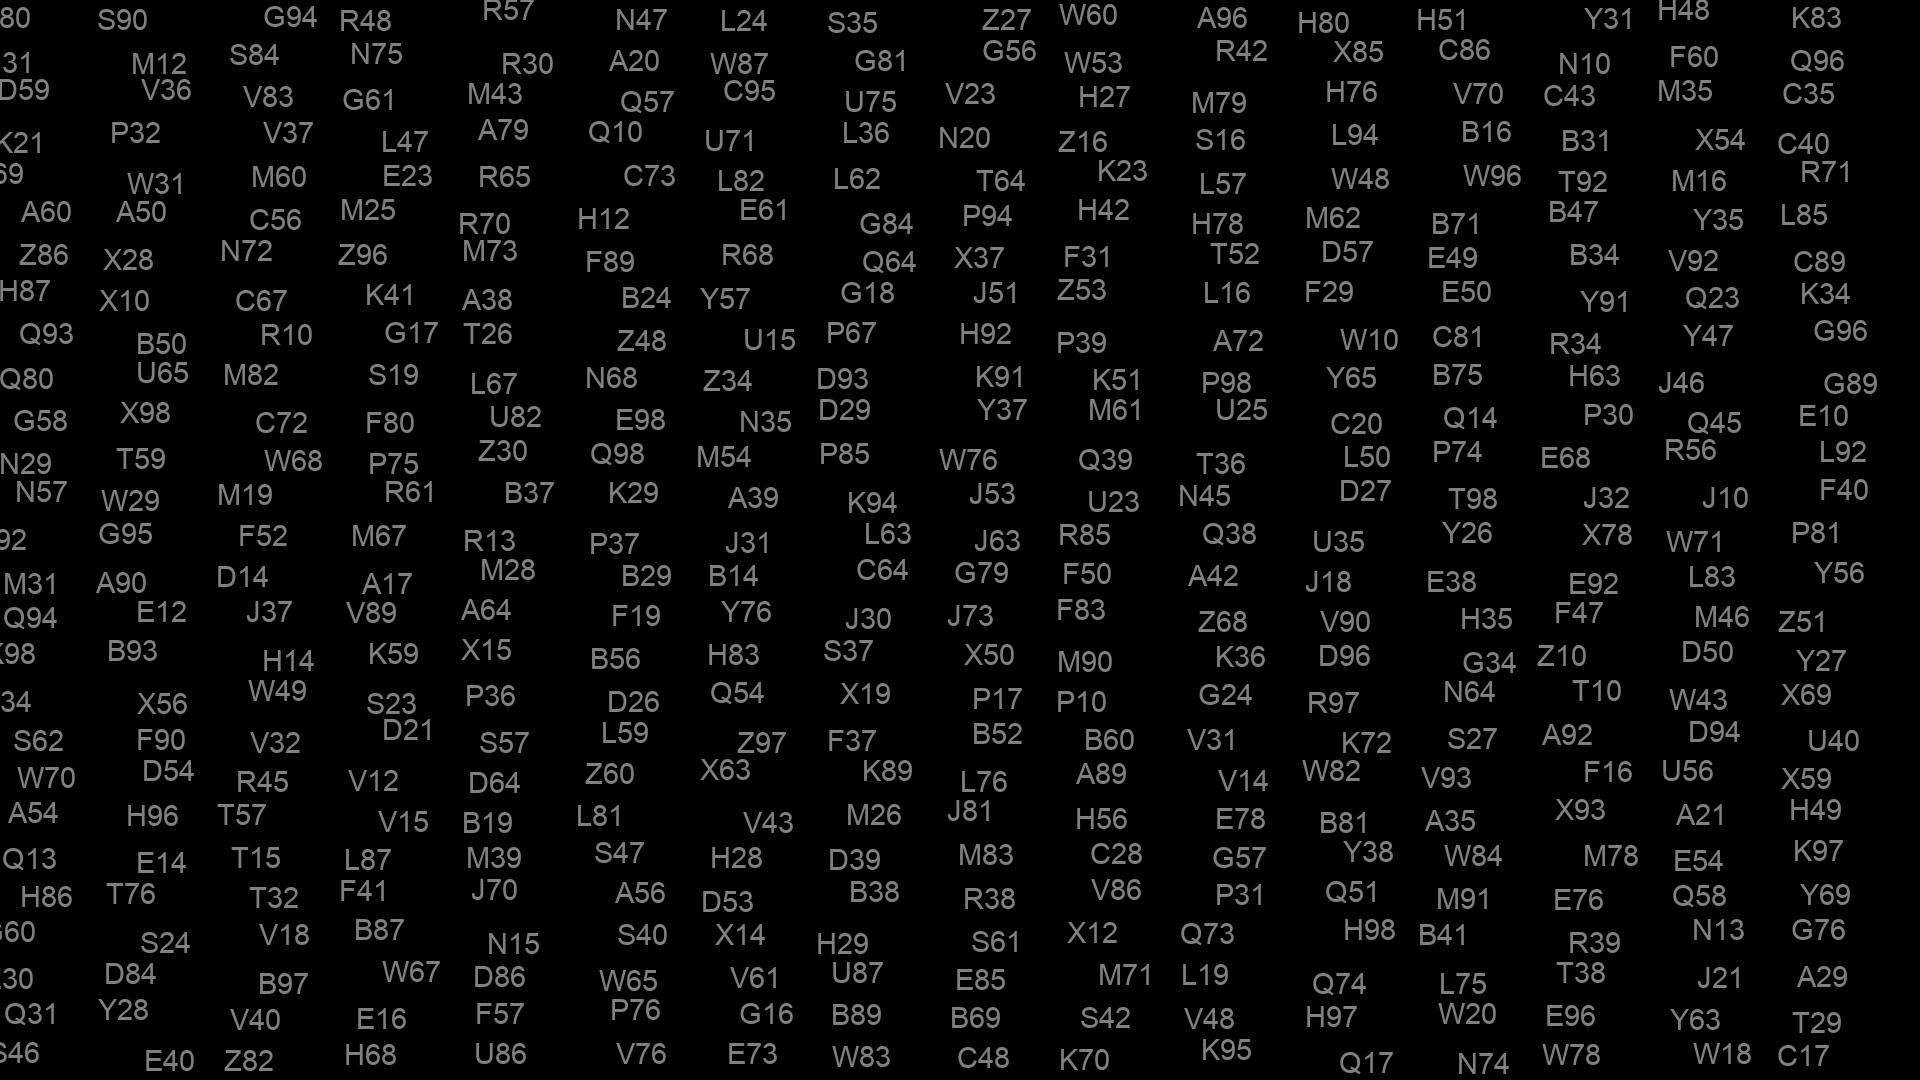 80 S90 G94 R48 R57 N47 L24 S35 Z27 W60 A96 H80 H51 Y31 H48 K83
31 M12 S84 N75 R30 A20 W87 G81 G56 W53 R42 X85 C86 N10 F60 Q96
D59 V36 V83 G61 M43 Q57 C95 U75 V23 H27 M79 H76 V70 C43 M35 C35
K21 P32 V37 L47 A79 Q10 U71 L36 N20 Z16 S16 L94 B16 B31 X54 C40
69 W31 M60 E23 R65 C73 L82 L62 T64 K23 L57 W48 W96 T92 M16 R71
A60 A50 C56 M25 R70 H12 E61 G84 P94 H42 H78 M62 B71 B47 Y35 L85
Z86 X28 N72 Z96 M73 F89 R68 Q64 X37 F31 T52 D57 E49 B34 V92 C89
H87 X10 C67 K41 A38 B24 Y57 G18 J51 Z53 L16 F29 E50 Y91 Q23 K34
Q93 B50 R10 G17 T26 Z48 U15 P67 H92 P39 A72 W10 C81 R34 Y47 G96
Q80 U65 M82 S19 L67 N68 Z34 D93 K91 K51 P98 Y65 B75 H63 J46 G89
G58 X98 C72 F80 U82 E98 N35 D29 Y37 M61 U25 C20 Q14 P30 Q45 E10
N29 T59 W68 P75 Z30 Q98 M54 P85 W76 Q39 T36 L50 P74 E68 R56 L92
N57 W29 M19 R61 B37 K29 A39 K94 J53 U23 N45 D27 T98 J32 J10 F40
92 G95 F52 M67 R13 P37 J31 L63 J63 R85 Q38 U35 Y26 X78 W71 P81
M31 A90 D14 A17 M28 B29 B14 C64 G79 F50 A42 J18 E38 E92 L83 Y56
Q94 E12 J37 V89 A64 F19 Y76 J30 J73 F83 Z68 V90 H35 F47 M46 Z51
98 B93 H14 K59 X15 B56 H83 S37 X50 M90 K36 D96 G34 Z10 D50 Y27
34 X56 W49 S23 P36 D26 Q54 X19 P17 P10 G24 R97 N64 T10 W43 X69
S62 F90 V32 D21 S57 L59 Z97 F37 B52 B60 V31 K72 S27 A92 D94 U40
W70 D54 R45 V12 D64 Z60 X63 K89 L76 A89 V14 W82 V93 F16 U56 X59
A54 H96 T57 V15 B19 L81 V43 M26 J81 H56 E78 B81 A35 X93 A21 H49
Q13 E14 T15 L87 M39 S47 H28 D39 M83 C28 G57 Y38 W84 M78 E54 K97
H86 T76 T32 F41 J70 A56 D53 B38 R38 V86 P31 Q51 M91 E76 Q58 Y69
60 S24 V18 B87 N15 S40 X14 H29 S61 X12 Q73 H98 B41 R39 N13 G76
30 D84 B97 W67 D86 W65 V61 U87 E85 M71 L19 Q74 L75 T38 J21 A29
Q31 Y28 V40 E16 F57 P76 G16 B89 B69 S42 V48 H97 W20 E96 Y63 T29
S46 E40 Z82 H68 U86 V76 E73 W83 C48 K70 K95 Q17 N74 W78 W18 C17